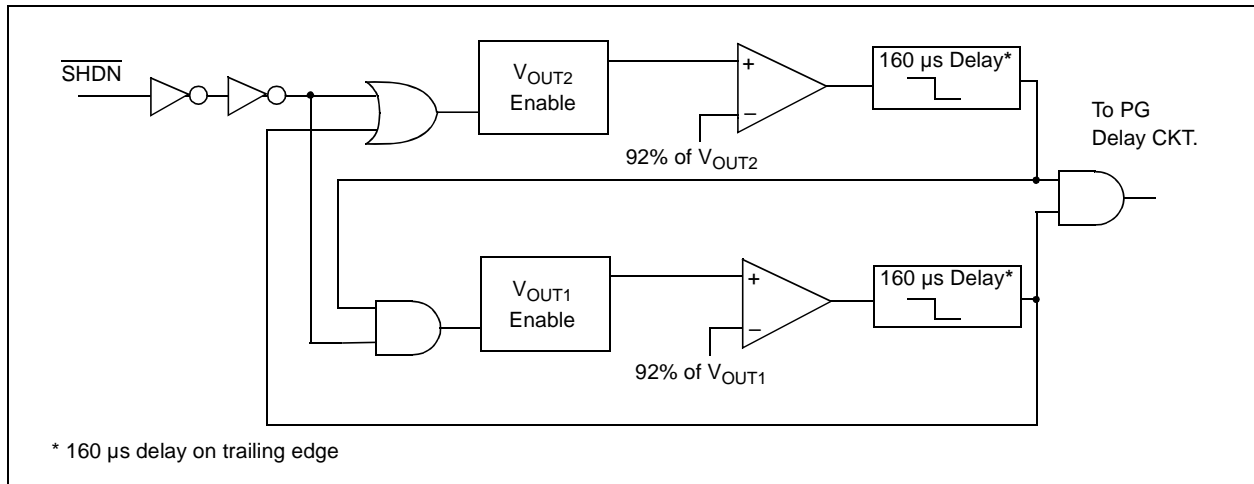 SHDN
VOUT2
Enable
+
−
92% of VOUT2
160 µs Delay*
To PG
Delay CKT.
VOUT1
Enable
+
−
92% of VOUT1
160 µs Delay*
* 160 µs delay on trailing edge